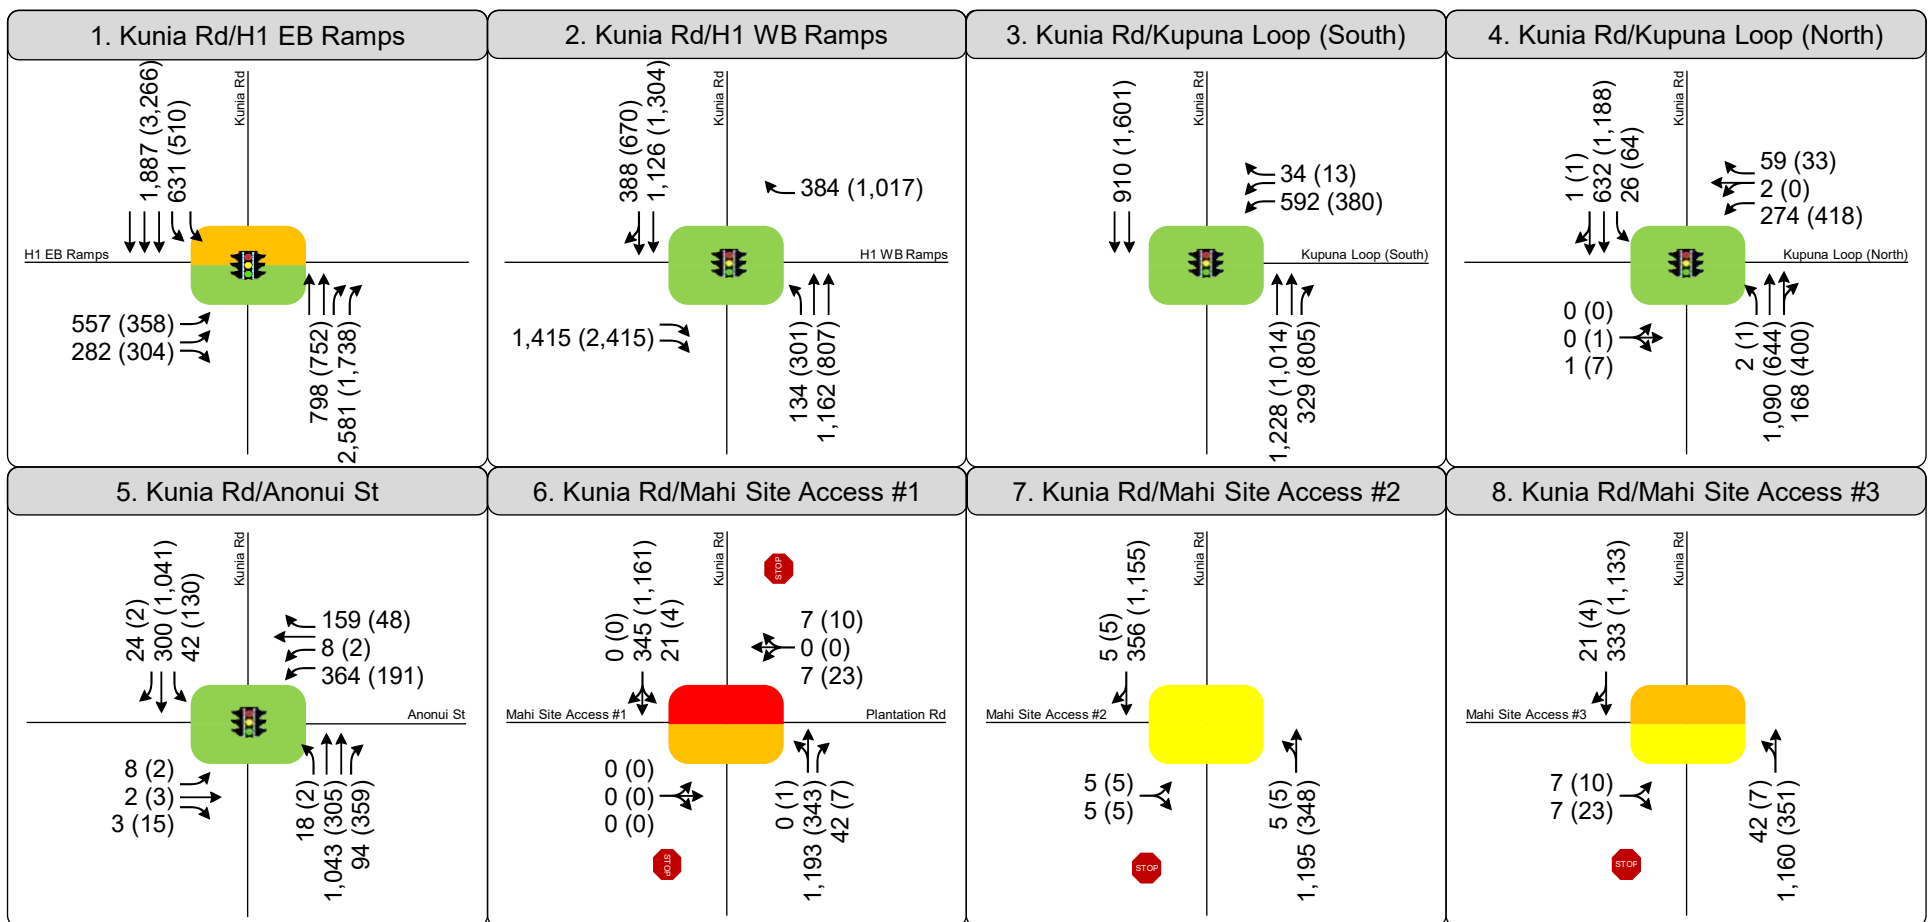 1. Kunia Rd/H1 EB Ramps
1,887 (3,266)
631 (510)
Kunia Rd
H1 EB Ramps
557 (358)
282 (304)
798 (752)
2,581 (1,738)
2. Kunia Rd/H1 WB Ramps
388 (670)
1,126 (1,304)
Kunia Rd
384 (1,017)
H1 WB Ramps
1,415 (2,415)
134 (301)
1,162 (807)
3. Kunia Rd/Kupuna Loop (South)
910 (1,601)
Kunia Rd
34 (13)
592 (380)
Kupuna Loop (South)
1,228 (1,014)
329 (805)
4. Kunia Rd/Kupuna Loop (North)
1 (1)
632 (1,188)
26 (64)
Kunia Rd
59 (33)
2 (0)
274 (418)
Kupuna Loop (North)
0 (0)
0 (1)
1 (7)
2 (1)
1,090 (644)
168 (400)
5. Kunia Rd/Anonui St
24 (2)
300 (1,041)
42 (130)
Kunia Rd
159 (48)
8 (2)
364 (191)
Anonui St
8 (2)
2 (3)
3 (15)
18 (2)
1,043 (305)
94 (359)
6. Kunia Rd/Mahi Site Access #1
0 (0)
345 (1,161)
21 (4)
Kunia Rd
STOP
7 (10)
0 (0)
7 (23)
Mahi Site Access #1
Plantation Rd
0 (0)
0 (0)
0 (0)
STOP
0 (1)
1,193 (343)
42 (7)
7. Kunia Rd/Mahi Site Access #2
5 (5)
356 (1,155)
Kunia Rd
Mahi Site Access #2
5 (5)
5 (5)
STOP
5 (5)
1,195 (348)
8. Kunia Rd/Mahi Site Access #3
21 (4)
333 (1,133)
Kunia Rd
Mahi Site Access #3
7 (10)
7 (23)
STOP
42 (7)
1,160 (351)